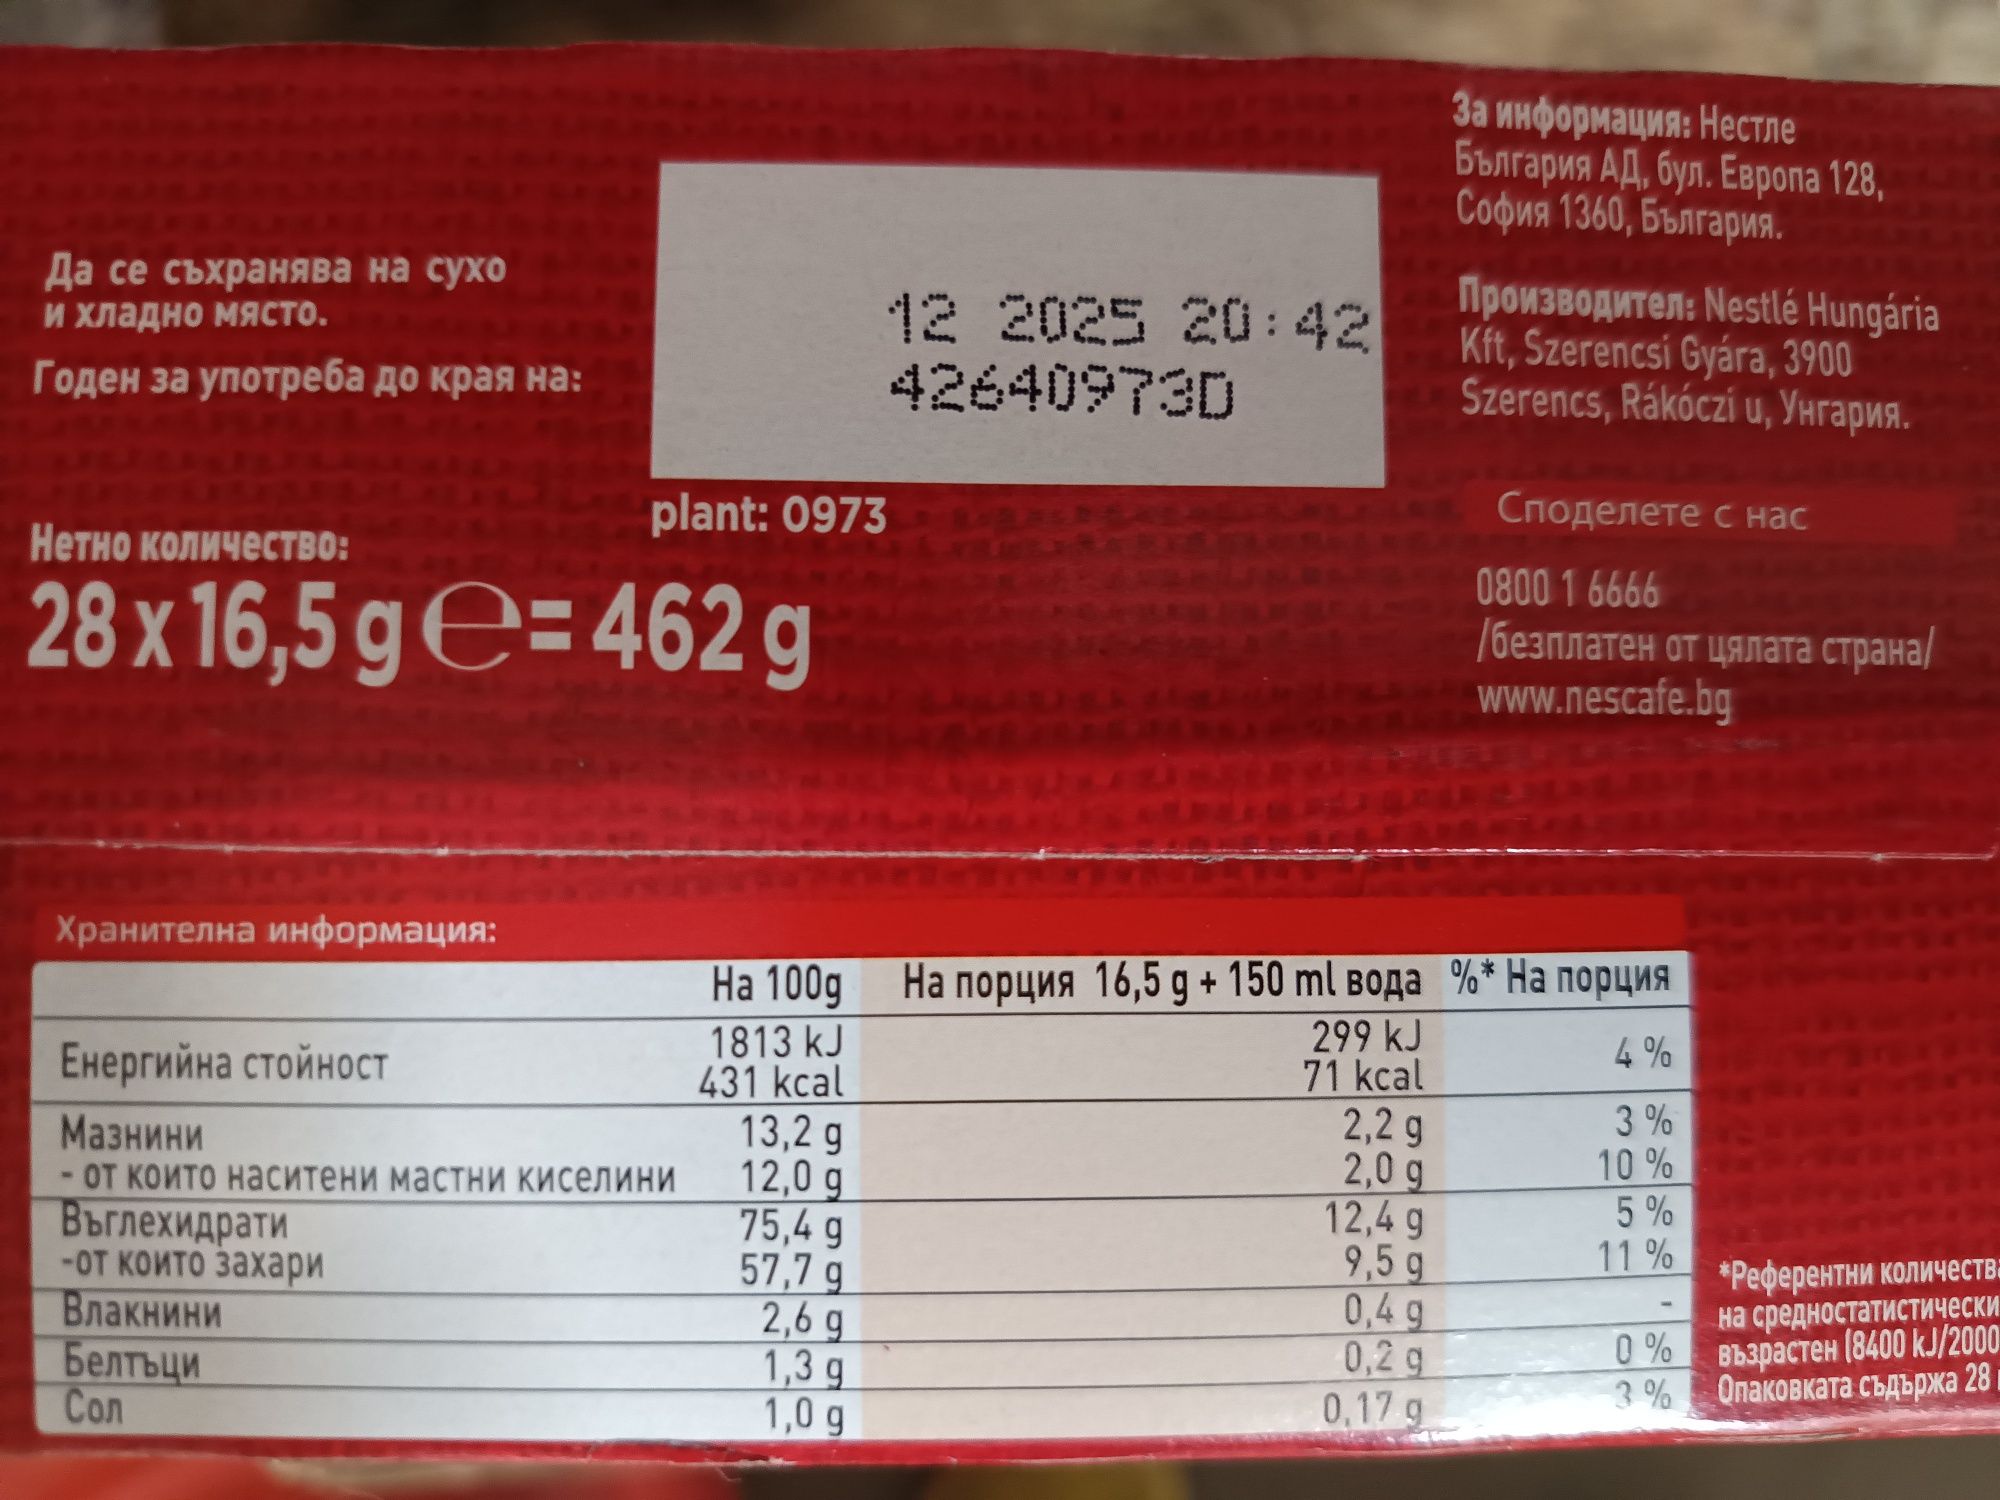 Да се съхранява на сухо
и хладно място.
Годен за употреба до края на:
12 2025 20:42
42640973D
plant: 0973
Нетно количество:
28 x 16,5 g e = 462 g
За информация: Нестле
България АД, бул. Европа 128,
София 1360, България.
Производител: Nestlé Hungária
Kft, Szerencsi Gyára, 3900
Szerencs, Rákóczi u, Унгария.
Споделете с нас
0800 1 6666
/безплатен от цялата страна/
www.nescafe.bg
Хранителна информация:
На 100g На порция 16,5 g + 150 ml вода %* На порция
Енергийна стойност 1813 kJ 431 kcal 299 kJ 71 kcal 4 %
Мазнини 13,2 g 2,2 g 3 %
- от които наситени мастни киселини 12,0 g 2,0 g 10 %
Въглехидрати 75,4 g 12,4 g 5 %
-от които захари 57,7 g 9,5 g 11 %
Влакнини 2,6 g 0,4 g -
Белтъци 1,3 g 0,2 g 0 %
Сол 1,0 g 0,17 g 3 %
*Референтни количества
на средностатистически
възрастен (8400 kJ/2000
Опаковката съдържа 28